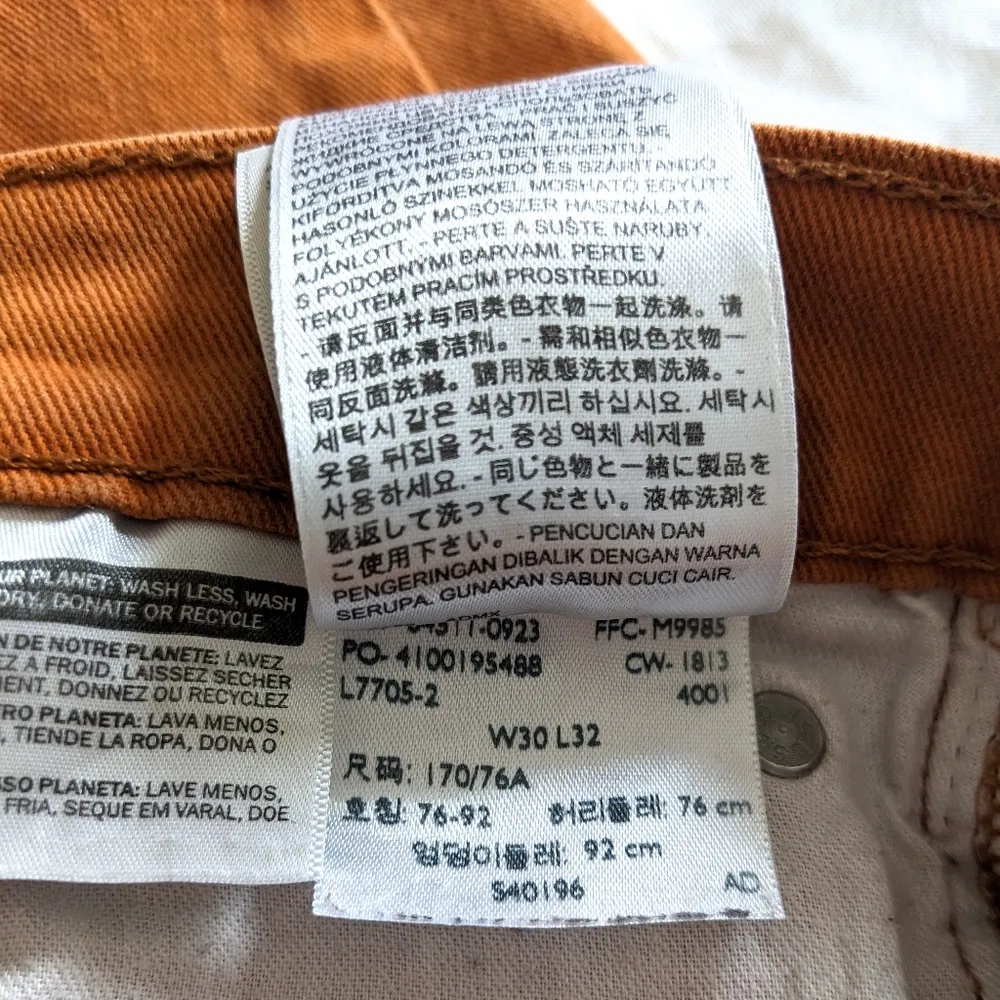 WYWRÓCONE NA LEWĄ STRONĘ Z
PODOBNYMI KOLORAMI. ZALECA SIĘ
UŻYCIE PŁYNNEGO DETERGENTU. -
KIFORDÍTVA MOSANDÓ ÉS SZÁRÍTANDÓ
HASONLÓ SZINEKKEL. MOSHATÓ EGYÜTT
FOLYÉKONY MOSÓSZER HASZNÁLATA
AJÁNLOTT. - PERTE A SUŠTE NARUBY.
S PODOBNÝMI BARVAMI. PERTE V
TEKUTÉM PRACÍM PROSTŘEDKU.
- 请反面并与同类色衣物一起洗涤。请
使用液体清洁剂。- 需和相似色衣物一
同反面洗滌。請用液態洗衣劑洗滌。-
세탁시 같은 색상끼리 하십시요. 세탁시
옷을 뒤집을 것. 중성 액체 세제를
사용하세요. - 同じ色物と一緒に製品を
裏返して洗ってください。液体洗剤を
ご使用下さい。- PENCUCIAN DAN
PENGERINGAN DIBALIK DENGAN WARNA
SERUPA. GUNAKAN SABUN CUCI CAIR.
UR PLANET: WASH LESS, WASH
DRY, DONATE OR RECYCLE
N DE NOTRE PLANETE: LAVEZ
EZ A FROID, LAISSEZ SECHER
MENT, DONNEZ OU RECYCLEZ
TRO PLANETA: LAVA MENOS,
, TIENDE LA ROPA, DONA O
SSO PLANETA: LAVE MENOS,
FRIA, SEQUE EM VARAL, DOE
04511-0923 FFC- M9985
PO- 4100195488 CW- 1813
L7705-2 4001
W30 L32
尺码: 170/76A
호칭: 76-92 허리둘레: 76 cm
엉덩이둘레: 92 cm
S40196 AD